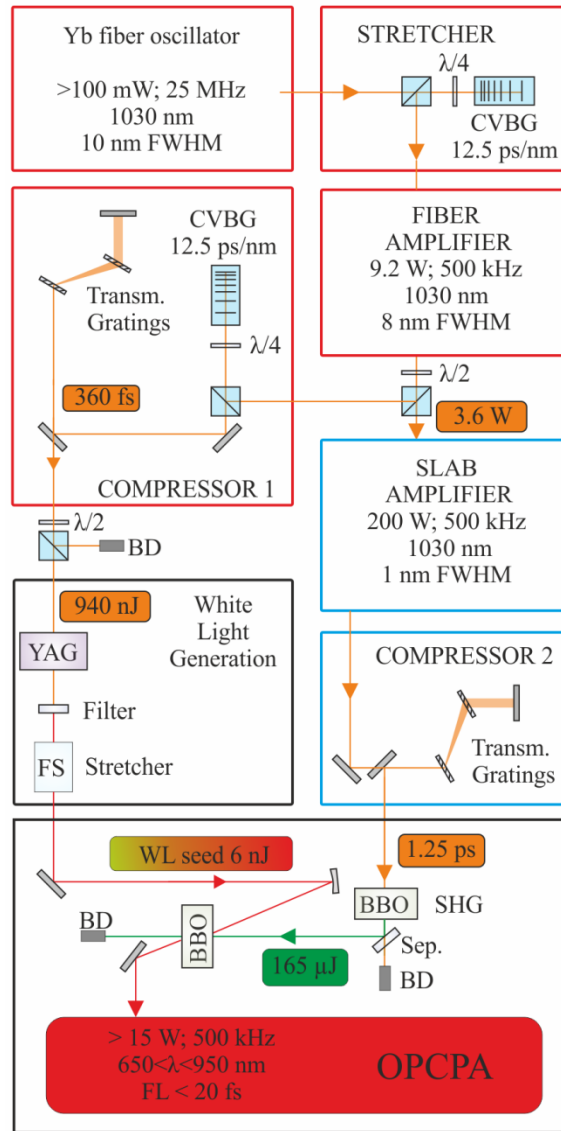 Yb fiber oscillator
>100 mW; 25 MHz
1030 nm
10 nm FWHM
STRETCHER
λ/4
CVBG
12.5 ps/nm
CVBG
12.5 ps/nm
Transm.
Gratings
λ/4
360 fs
COMPRESSOR 1
FIBER
AMPLIFIER
9.2 W; 500 kHz
1030 nm
8 nm FWHM
λ/2
3.6 W
SLAB
AMPLIFIER
200 W; 500 kHz
1030 nm
1 nm FWHM
λ/2
BD
940 nJ
White
Light
Generation
YAG
Filter
FS
Stretcher
COMPRESSOR 2
Transm.
Gratings
WL seed 6 nJ
1.25 ps
BBO
SHG
BD
BBO
Sep.
165 µJ
BD
> 15 W; 500 kHz
650<λ<950 nm
FL < 20 fs
OPCPA